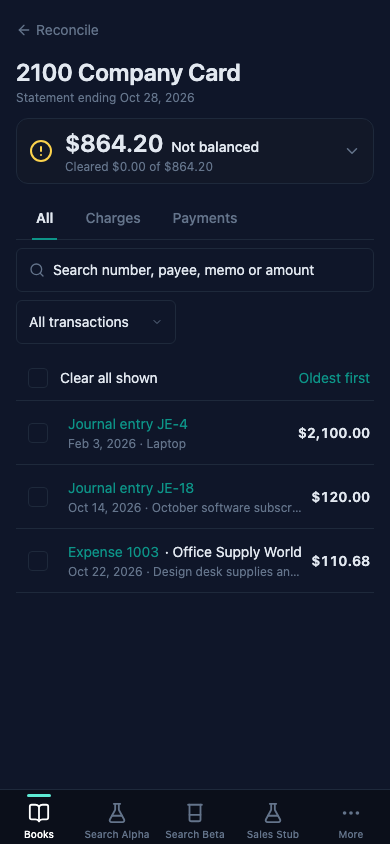 Reconcile
2100 Company Card
Statement ending Oct 28, 2026
$864.20 Not balanced
Cleared $0.00 of $864.20
All Charges Payments
Search number, payee, memo or amount
All transactions
Clear all shown Oldest first
Journal entry JE-4
$2,100.00
Feb 3, 2026 · Laptop
Journal entry JE-18
$120.00
Oct 14, 2026 · October software subscr...
Expense 1003 · Office Supply World
$110.68
Oct 22, 2026 · Design desk supplies an...
Books Search Alpha Search Beta Sales Stub More